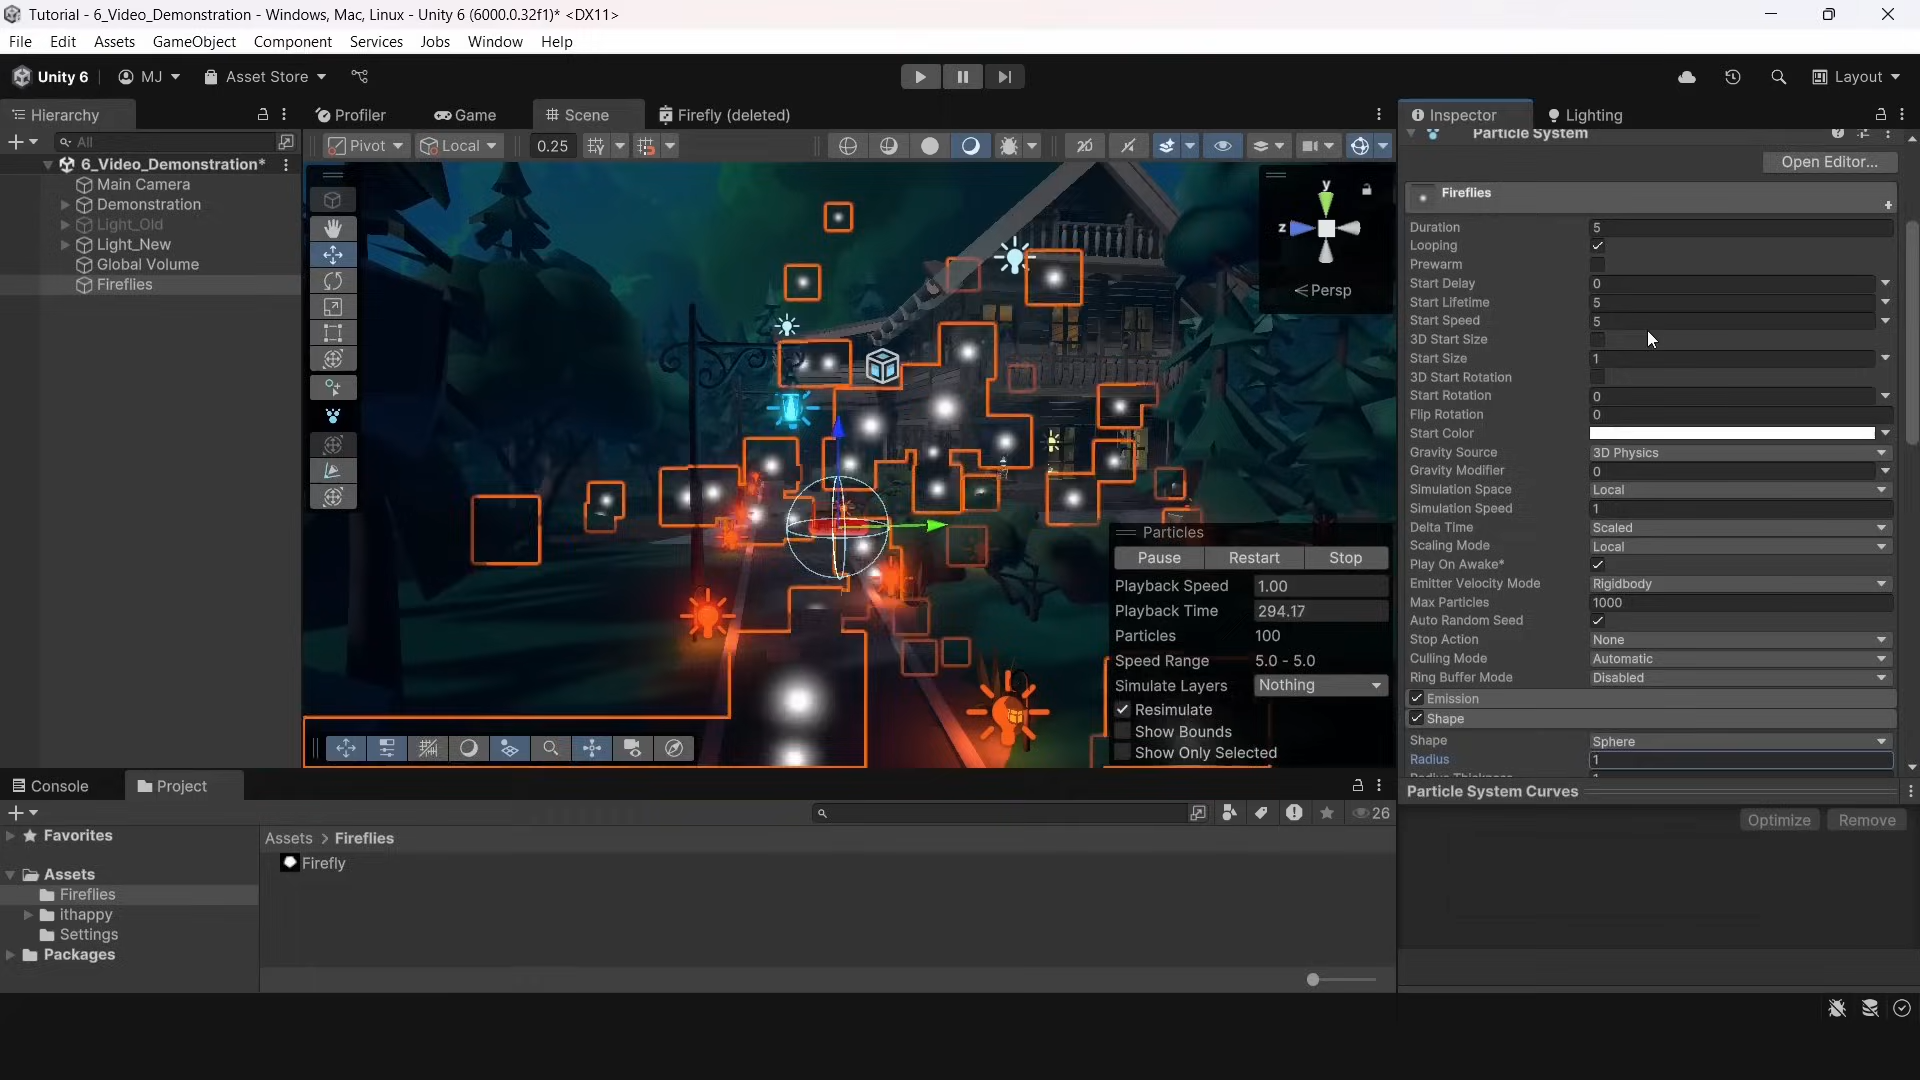 Tutorial - 6_Video_Demonstration - Windows, Mac, Linux - Unity 6 (6000.0.32f1)* <DX11>
File Edit Assets GameObject Component Services Jobs Window Help
Unity 6 MJ Asset Store Layout
Hierarchy
All
6_Video_Demonstration*
Main Camera
Demonstration
Light_Old
Light_New
Global Volume
Fireflies
Profiler Game Scene Firefly (deleted)
Pivot Local 0.25
y
z
Persp
Particles
Pause Restart Stop
Playback Speed 1.00
Playback Time 294.17
Particles 100
Speed Range 5.0 - 5.0
Simulate Layers Nothing
Resimulate
Show Bounds
Show Only Selected
Inspector Lighting
Particle System
Open Editor...
Fireflies
Duration 5
Looping
Prewarm
Start Delay 0
Start Lifetime 5
Start Speed 5
3D Start Size
Start Size 1
3D Start Rotation
Start Rotation 0
Flip Rotation 0
Start Color
Gravity Source 3D Physics
Gravity Modifier 0
Simulation Space Local
Simulation Speed 1
Delta Time Scaled
Scaling Mode Local
Play On Awake*
Emitter Velocity Mode Rigidbody
Max Particles 1000
Auto Random Seed
Stop Action None
Culling Mode Automatic
Ring Buffer Mode Disabled
Emission
Shape
Shape Sphere
Radius 1
Particle System Curves
Optimize Remove
Console Project
26
Favorites
Assets
Fireflies
ithappy
Settings
Packages
Assets > Fireflies
Firefly